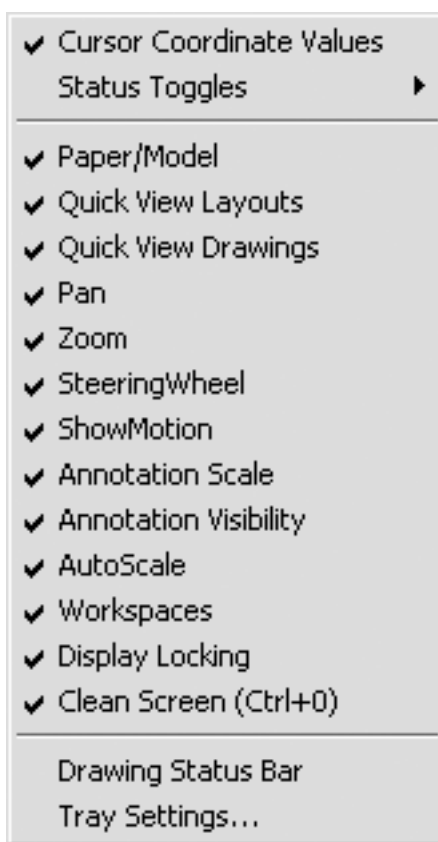 Cursor Coordinate Values
Status Toggles
Paper/Model
Quick View Layouts
Quick View Drawings
Pan
Zoom
SteeringWheel
ShowMotion
Annotation Scale
Annotation Visibility
AutoScale
Workspaces
Display Locking
Clean Screen (Ctrl+0)
Drawing Status Bar
Tray Settings...